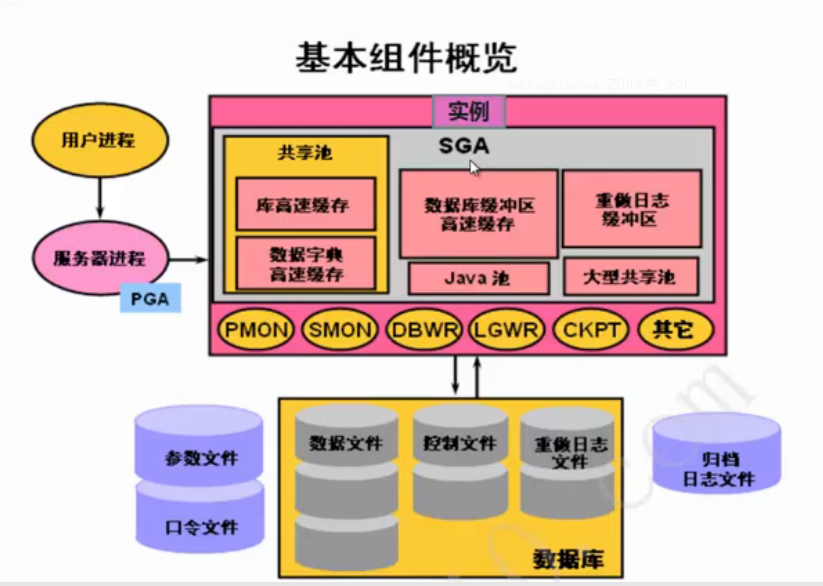 基本组件概览
实例
用户进程
SGA
共享池
库高速缓存
数据库缓冲区
高速缓存
重做日志
缓冲区
服务器进程
数据字典
高速缓存
Java 池
大型共享池
PGA
PMON
SMON
DBWR
LGWR
CKPT
其它
参数文件
口令文件
数据文件
控制文件
重做日志
文件
归档
日志文件
数据库